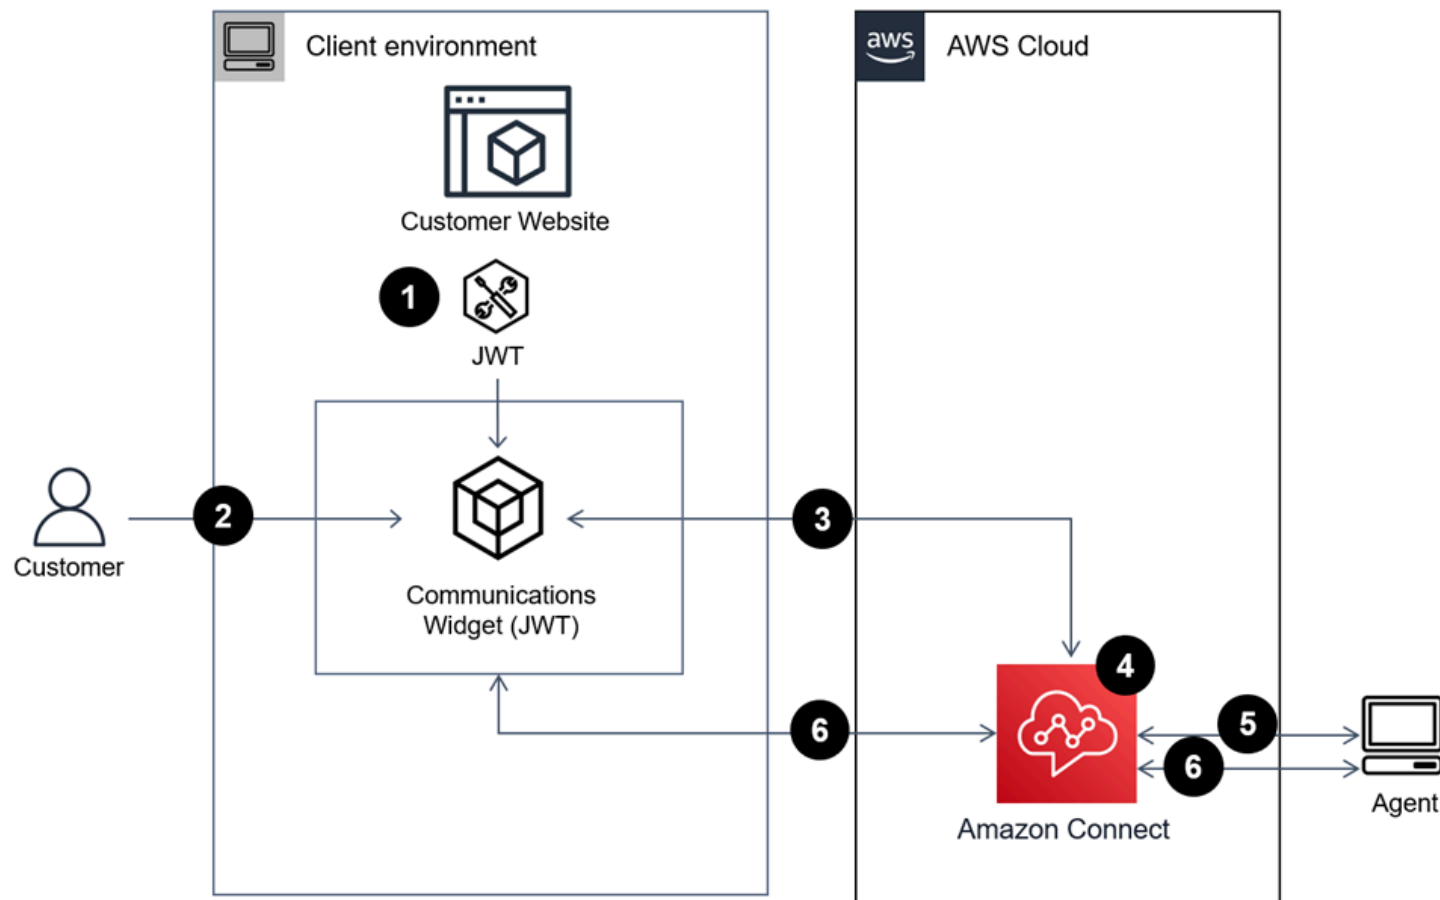 Client environment
aws
AWS Cloud
Customer Website
1
JWT
2
3
Customer
Communications
Widget (JWT)
4
5
6
6
Agent
Amazon Connect